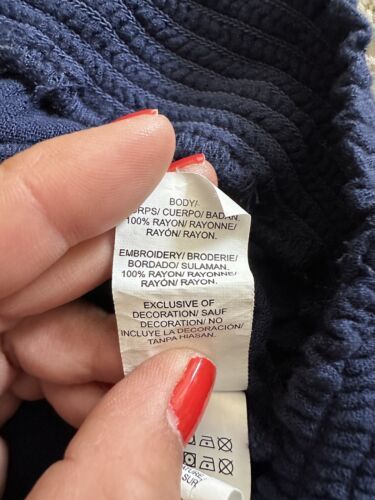 BODY/
CORPS/ CUERPO/ BADAN.
100% RAYON/ RAYONNE/
RAYÓN/ RAYON.
EMBROIDERY/ BRODERIE/
BORDADO/ SULAMAN.
100% RAYON/ RAYONNE/
RAYÓN/ RAYON.
EXCLUSIVE OF
DECORATION/ SAUF
DECORATION/ NO
INCLUYE LA DECORACIÓN/
TANPA HIASAN.
SUR